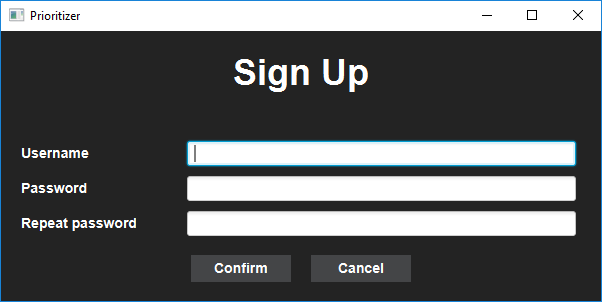 Prioritizer
Sign Up
Username
Password
Repeat password
Confirm Cancel